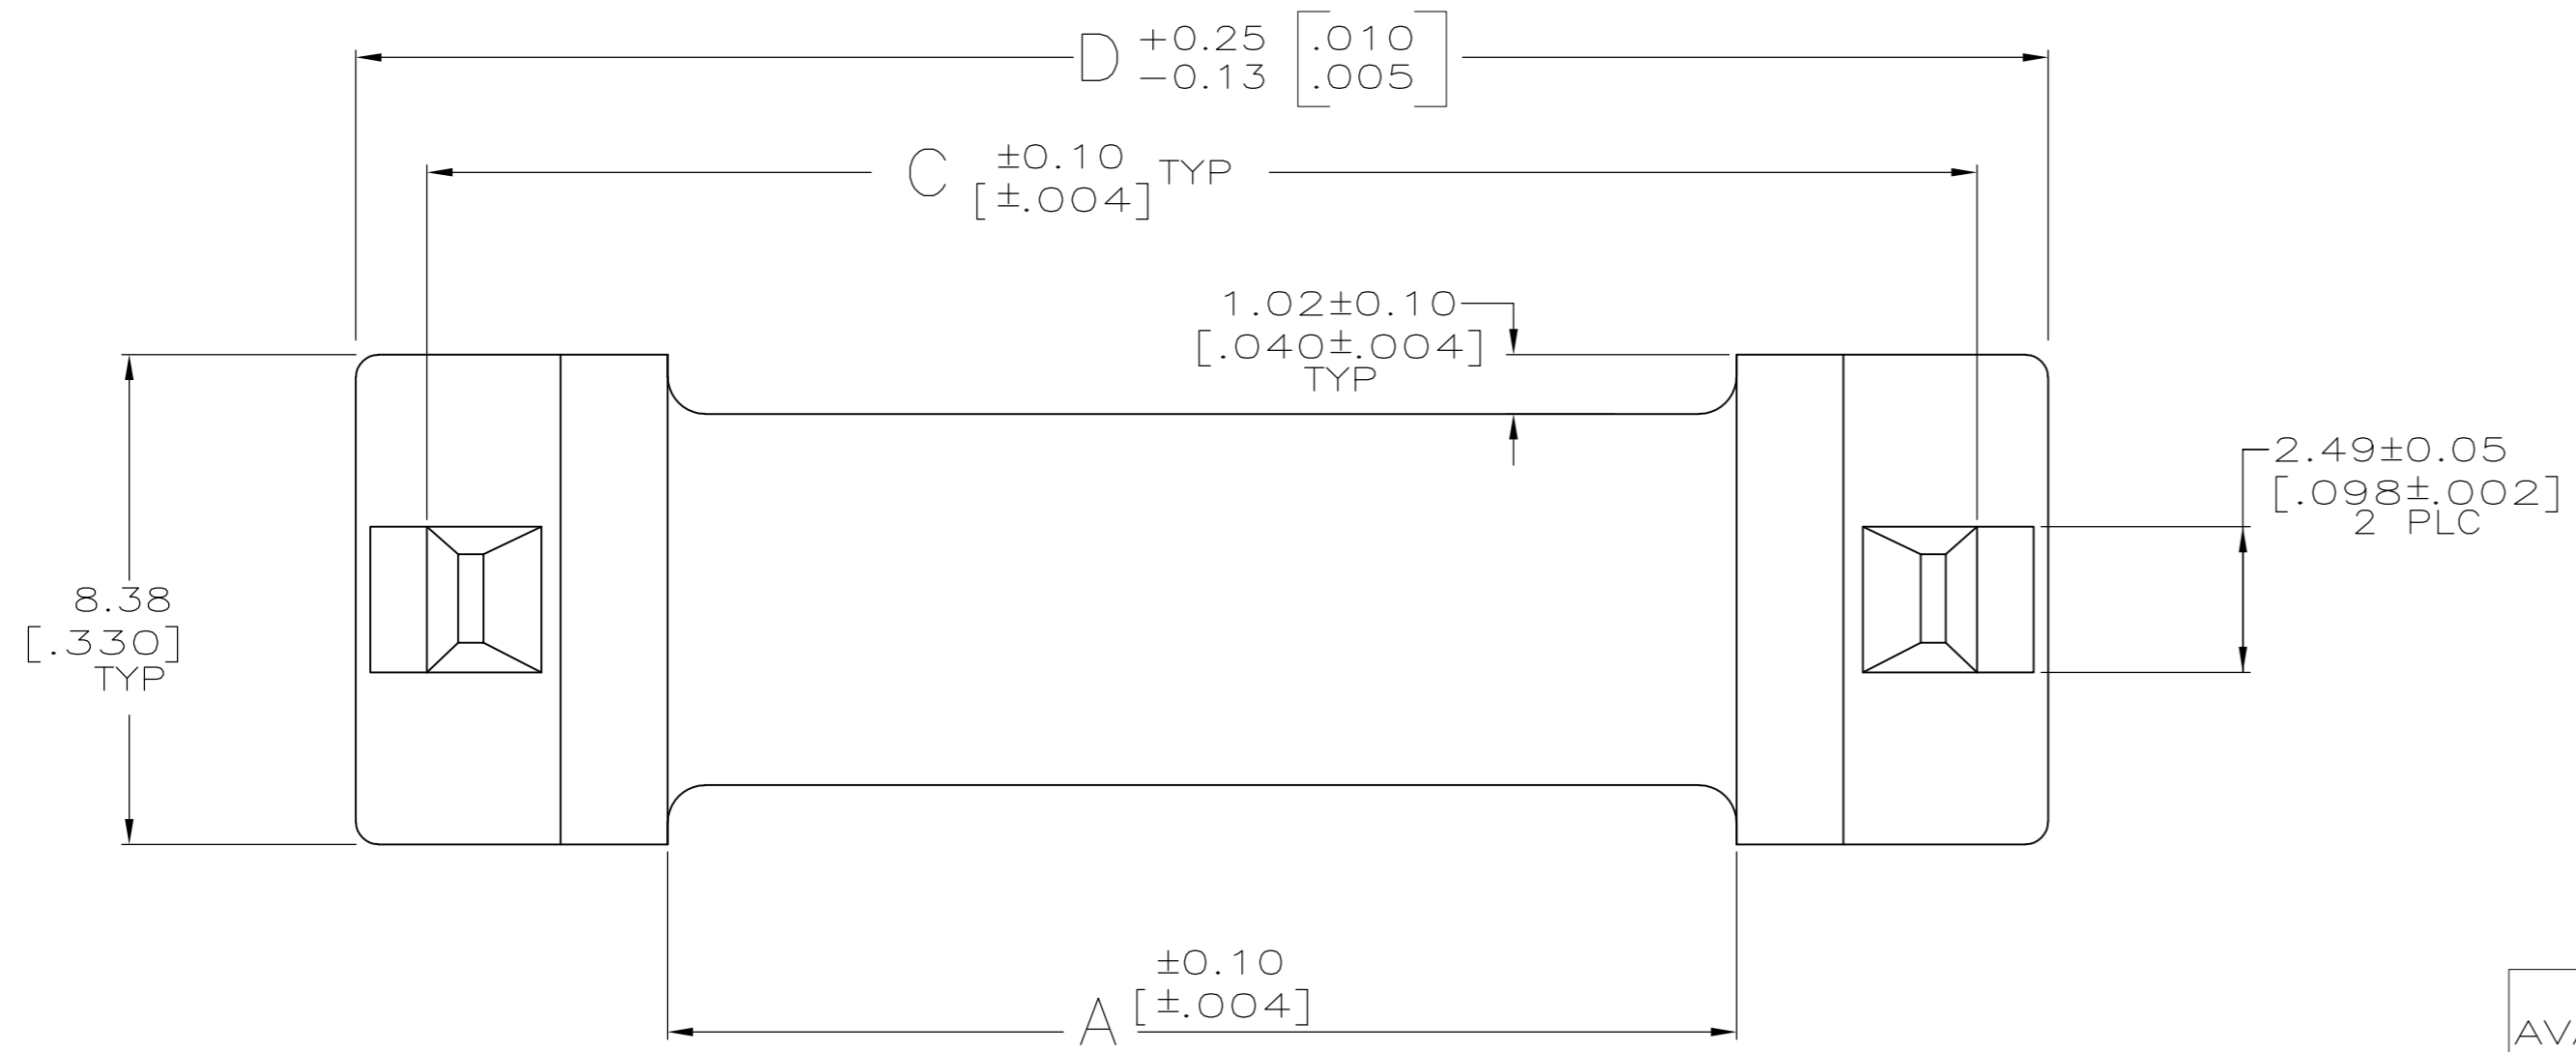 D +0.25 [.010
-0.13 .005]
C ±0.10 TYP
[±.004]
1.02±0.10
[.040±.004]
TYP
2.49±0.05
[.098±.002]
2 PLC
8.38
[.330]
TYP
±0.10
A [±.004]